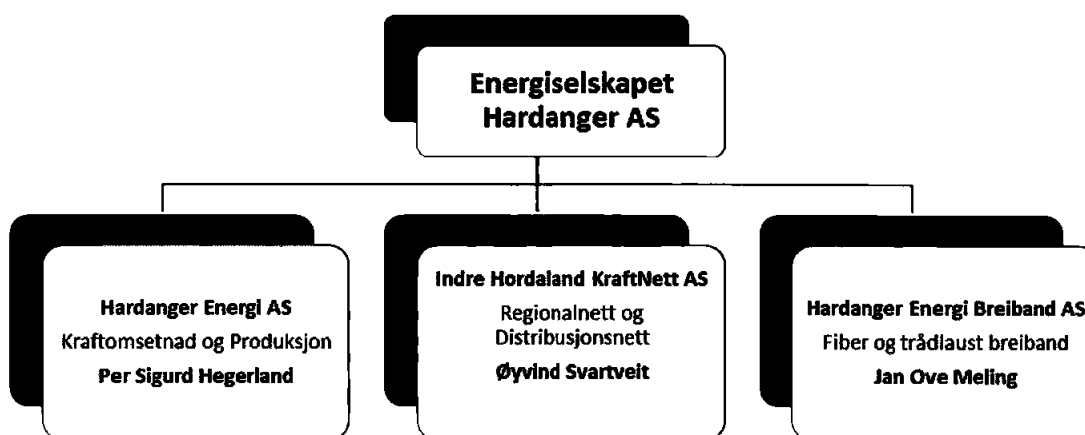 Energiselskapet
Hardanger AS
Hardanger Energi AS
Kraftomsetnad og Produksjon
Per Sigurd Hegerland
Indre Hordaland KraftNett AS
Regionalnett og
Distribusjonsnett
Øyvind Svartveit
Hardanger Energi Breiband AS
Fiber og trådlaust breiband
Jan Ove Meling